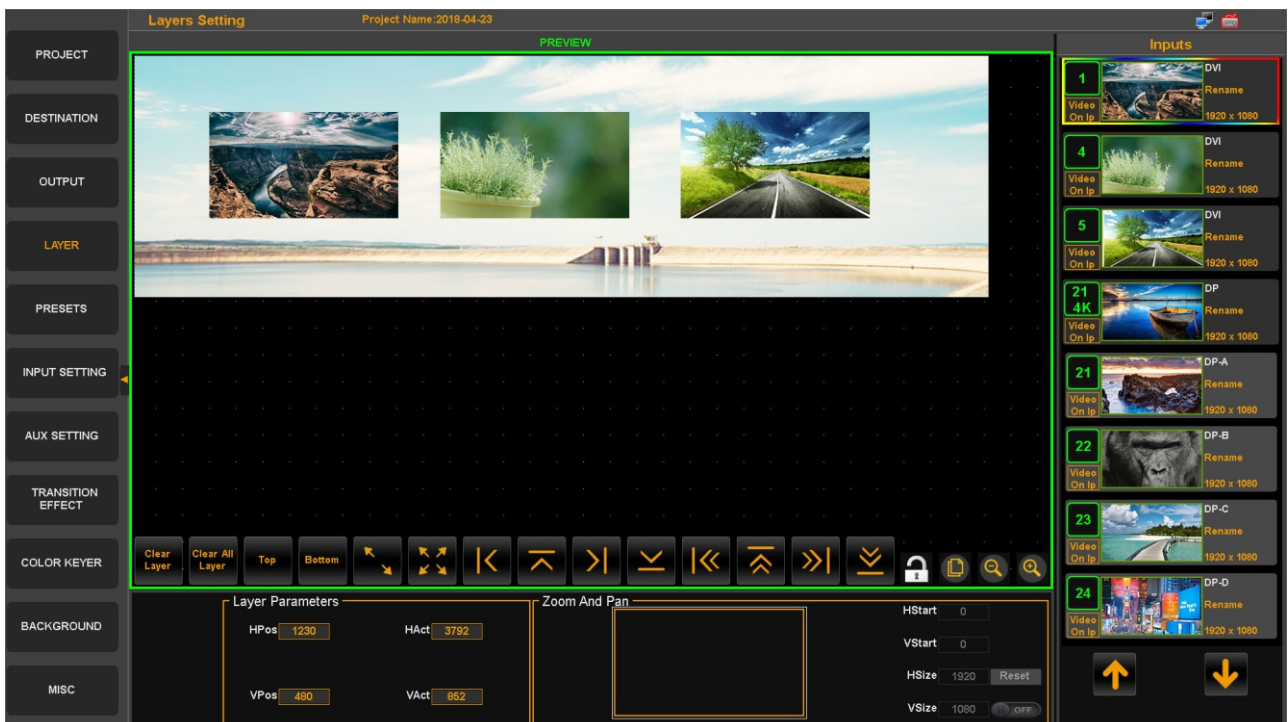 Layers Setting
Project Name:2018-04-23
PREVIEW
PROJECT
DESTINATION
OUTPUT
LAYER
PRESETS
INPUT SETTING
AUX SETTING
TRANSITION
EFFECT
COLOR KEYER
BACKGROUND
MISC
Clear
Layer
Clear All
Layer
Top
Bottom
Layer Parameters
HPos 1230
HAct 3792
VPos 480
VAct 852
Zoom And Pan
HStart 0
VStart 0
HSize 1920 Reset
VSize 1080 OFF
Inputs
1
DVI
Rename
Video
On Ip
1920 x 1080
4
DVI
Rename
Video
On Ip
1920 x 1080
5
DVI
Rename
Video
On Ip
1920 x 1080
21
4K
DP
Rename
Video
On Ip
1920 x 1080
21
DP-A
Rename
Video
On Ip
1920 x 1080
22
DP-B
Rename
Video
On Ip
1920 x 1080
23
DP-C
Rename
Video
On Ip
1920 x 1080
24
DP-D
Rename
Video
On Ip
1920 x 1080